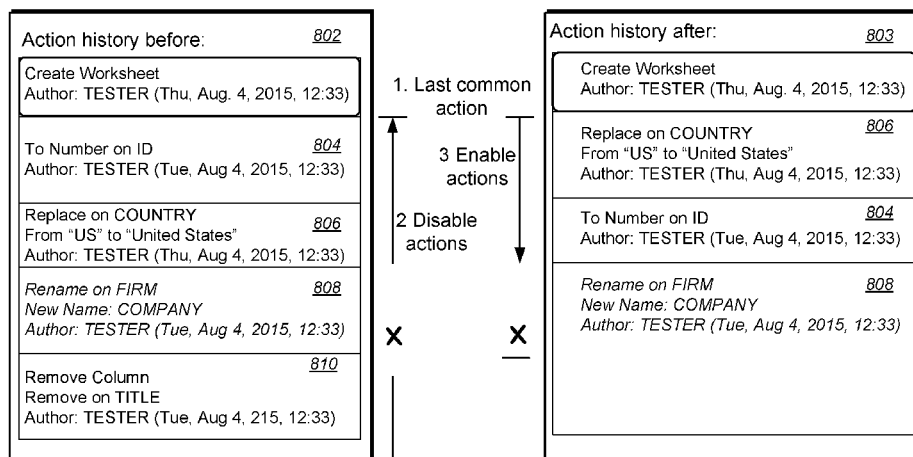 Action history before: 802
Create Worksheet
Author: TESTER (Thu, Aug. 4, 2015, 12:33)
To Number on ID 804
Author: TESTER (Tue, Aug 4, 2015, 12:33)
Replace on COUNTRY
From “US” to “United States” 806
Author: TESTER (Thu, Aug 4, 2015, 12:33)
Rename on FIRM 808
New Name: COMPANY
Author: TESTER (Tue, Aug 4, 2015, 12:33)
810
Remove Column
Remove on TITLE
Author: TESTER (Tue, Aug 4, 215, 12:33)
1. Last common
action
3 Enable
actions
2 Disable
actions
X X
Action history after: 803
Create Worksheet
Author: TESTER (Thu, Aug. 4, 2015, 12:33)
Replace on COUNTRY 806
From “US” to “United States”
Author: TESTER (Thu, Aug 4, 2015, 12:33)
To Number on ID 804
Author: TESTER (Tue, Aug 4, 2015, 12:33)
Rename on FIRM 808
New Name: COMPANY
Author: TESTER (Tue, Aug 4, 2015, 12:33)